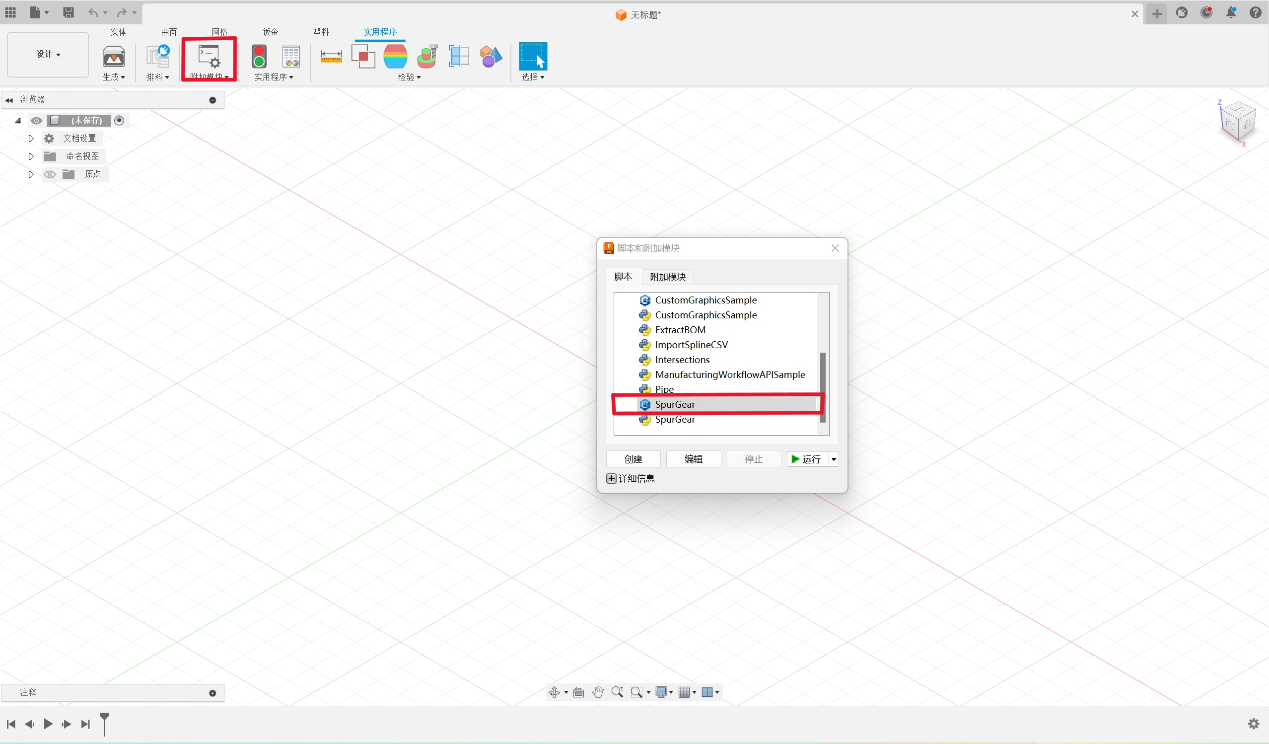 无标题*
实体 曲面 网格 钣金 塑料 实用程序
设计
生成 排料 附加模块 实用程序 检验 选择
浏览器
(未保存)
文档设置
命名视图
原点
Z
X
脚本和附加模块
脚本 附加模块
CustomGraphicsSample
CustomGraphicsSample
ExtractBOM
ImportSplineCSV
Intersections
ManufacturingWorkflowAPISample
Pipe
SpurGear
SpurGear
创建 编辑 停止 运行
详细信息
注释